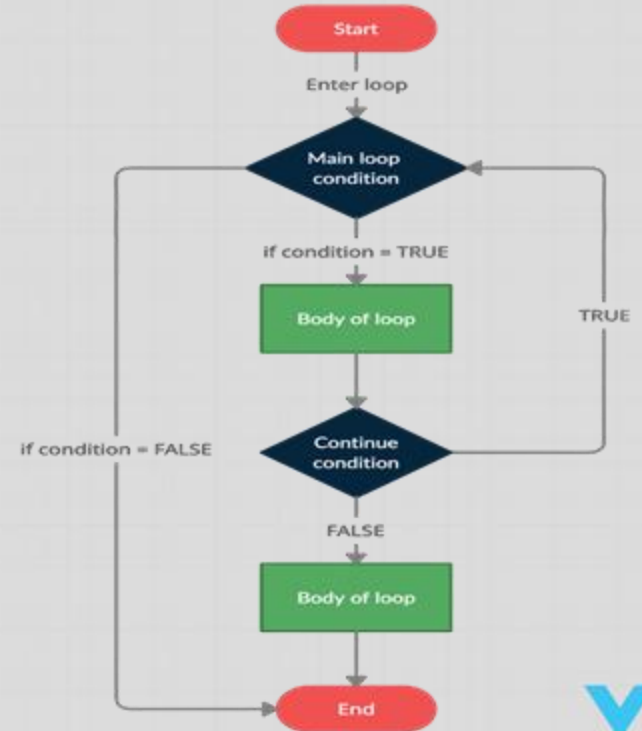 Start
Enter loop
Main loop
condition
if condition = TRUE
Body of loop
TRUE
Continue
condition
if condition = FALSE
FALSE
Body of loop
End